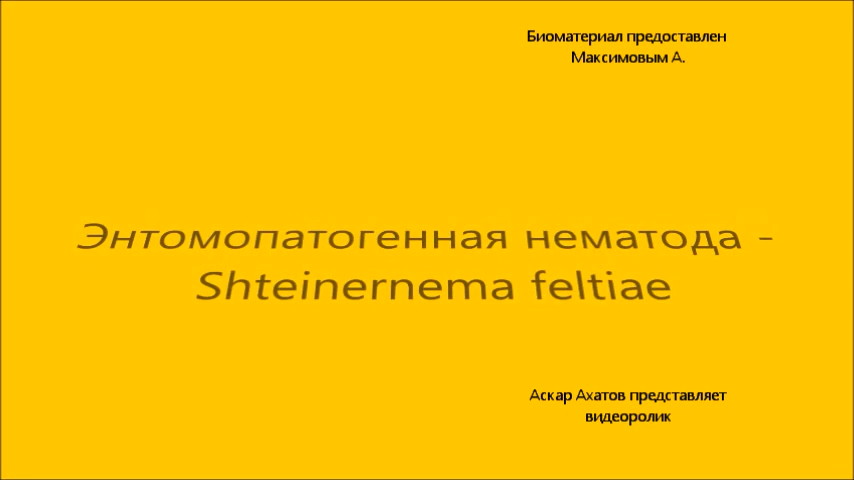 Биоматериал предоставлен
Максимовым А.
Энтомопатогенная нематода -
Shteinernema feltiae
Аскар Ахатов представляет
видеоролик